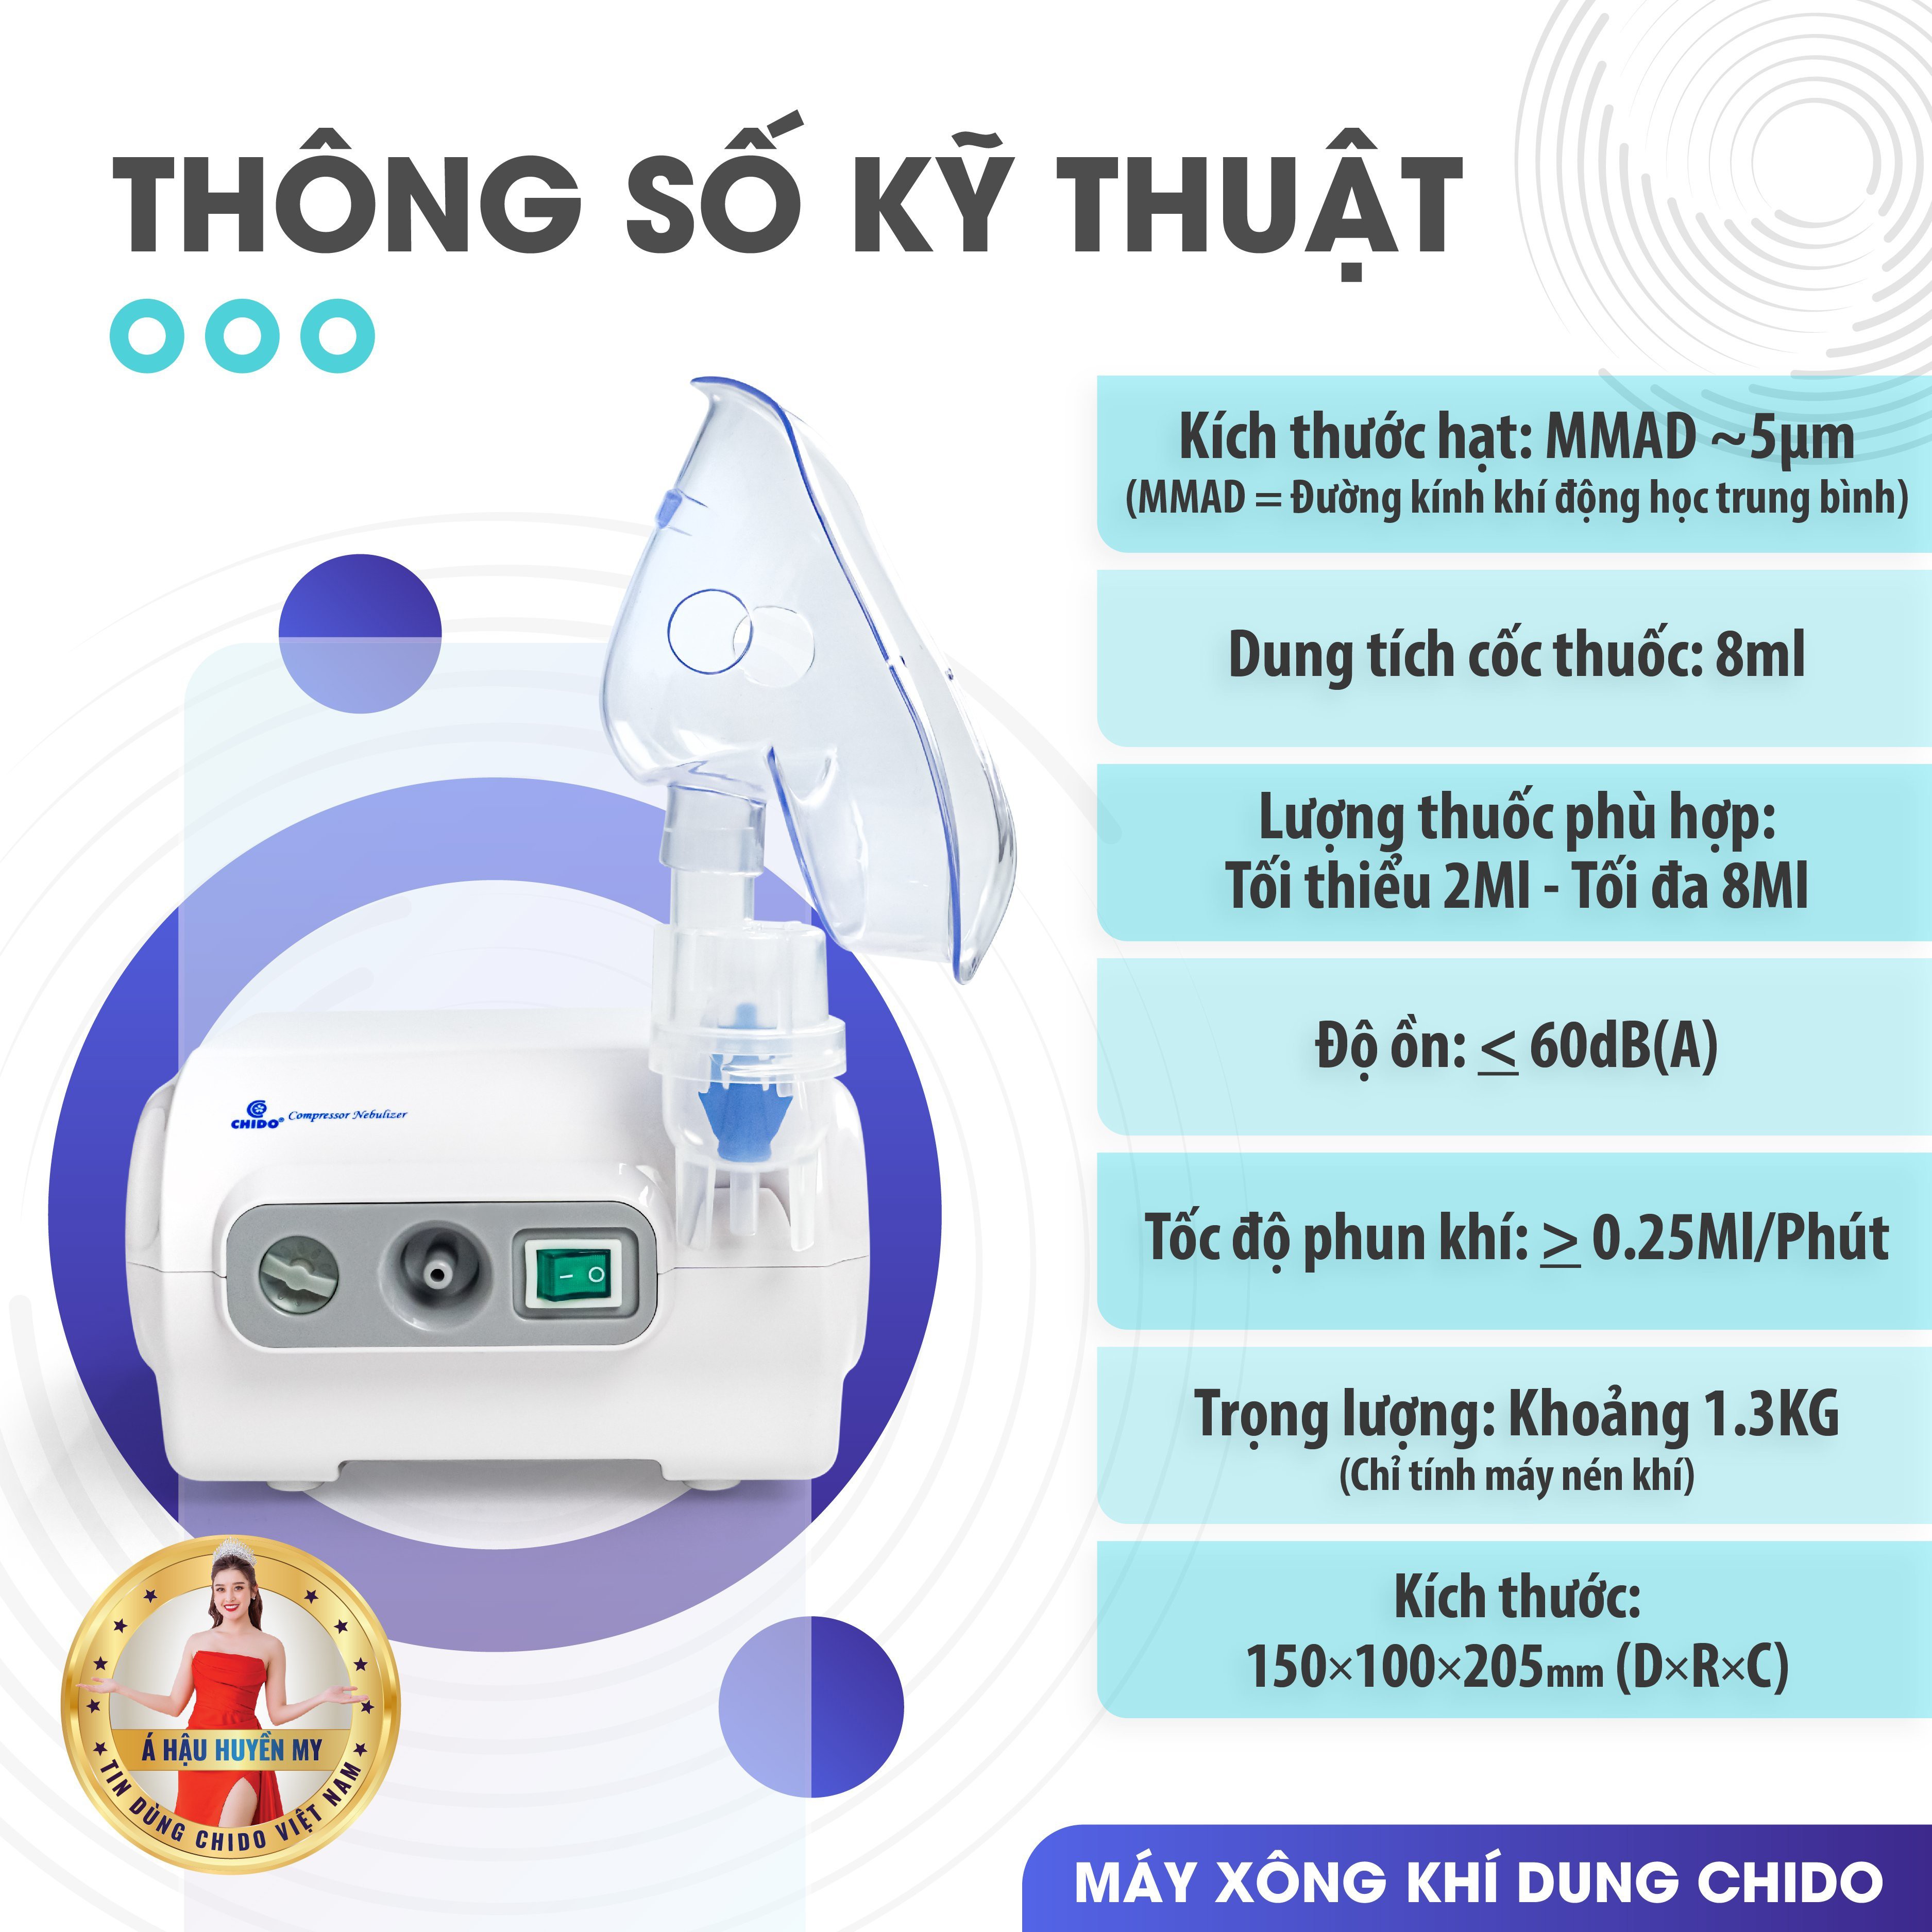 THÔNG SỐ KỸ THUẬT
Kích thước hạt: MMAD ~5µm
(MMAD = Đường kính khí động học trung bình)
Dung tích cốc thuốc: 8ml
Lượng thuốc phù hợp:
Tối thiểu 2Ml - Tối đa 8Ml
Độ ồn: ≤ 60dB(A)
Tốc độ phun khí: ≥ 0.25Ml/Phút
Trọng lượng: Khoảng 1.3KG
(Chỉ tính máy nén khí)
Kích thước:
150×100×205mm (D×R×C)
CHIDO® Compressor Nebulizer
Á HẬU HUYỀN MY
TIN DÙNG CHIDO VIỆT NAM
MÁY XÔNG KHÍ DUNG CHIDO